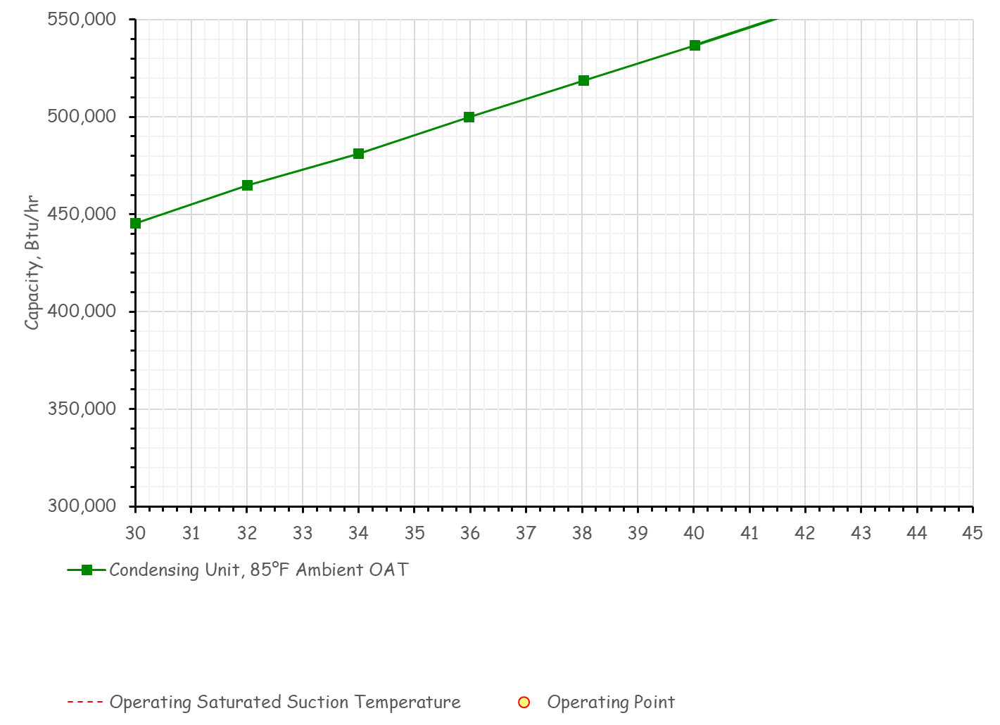 550,000
500,000
450,000
400,000
350,000
300,000
Capacity, Btu/hr
30 31 32 33 34 35 36 37 38 39 40 41 42 43 44 45
Condensing Unit, 85°F Ambient OAT
Operating Saturated Suction Temperature Operating Point